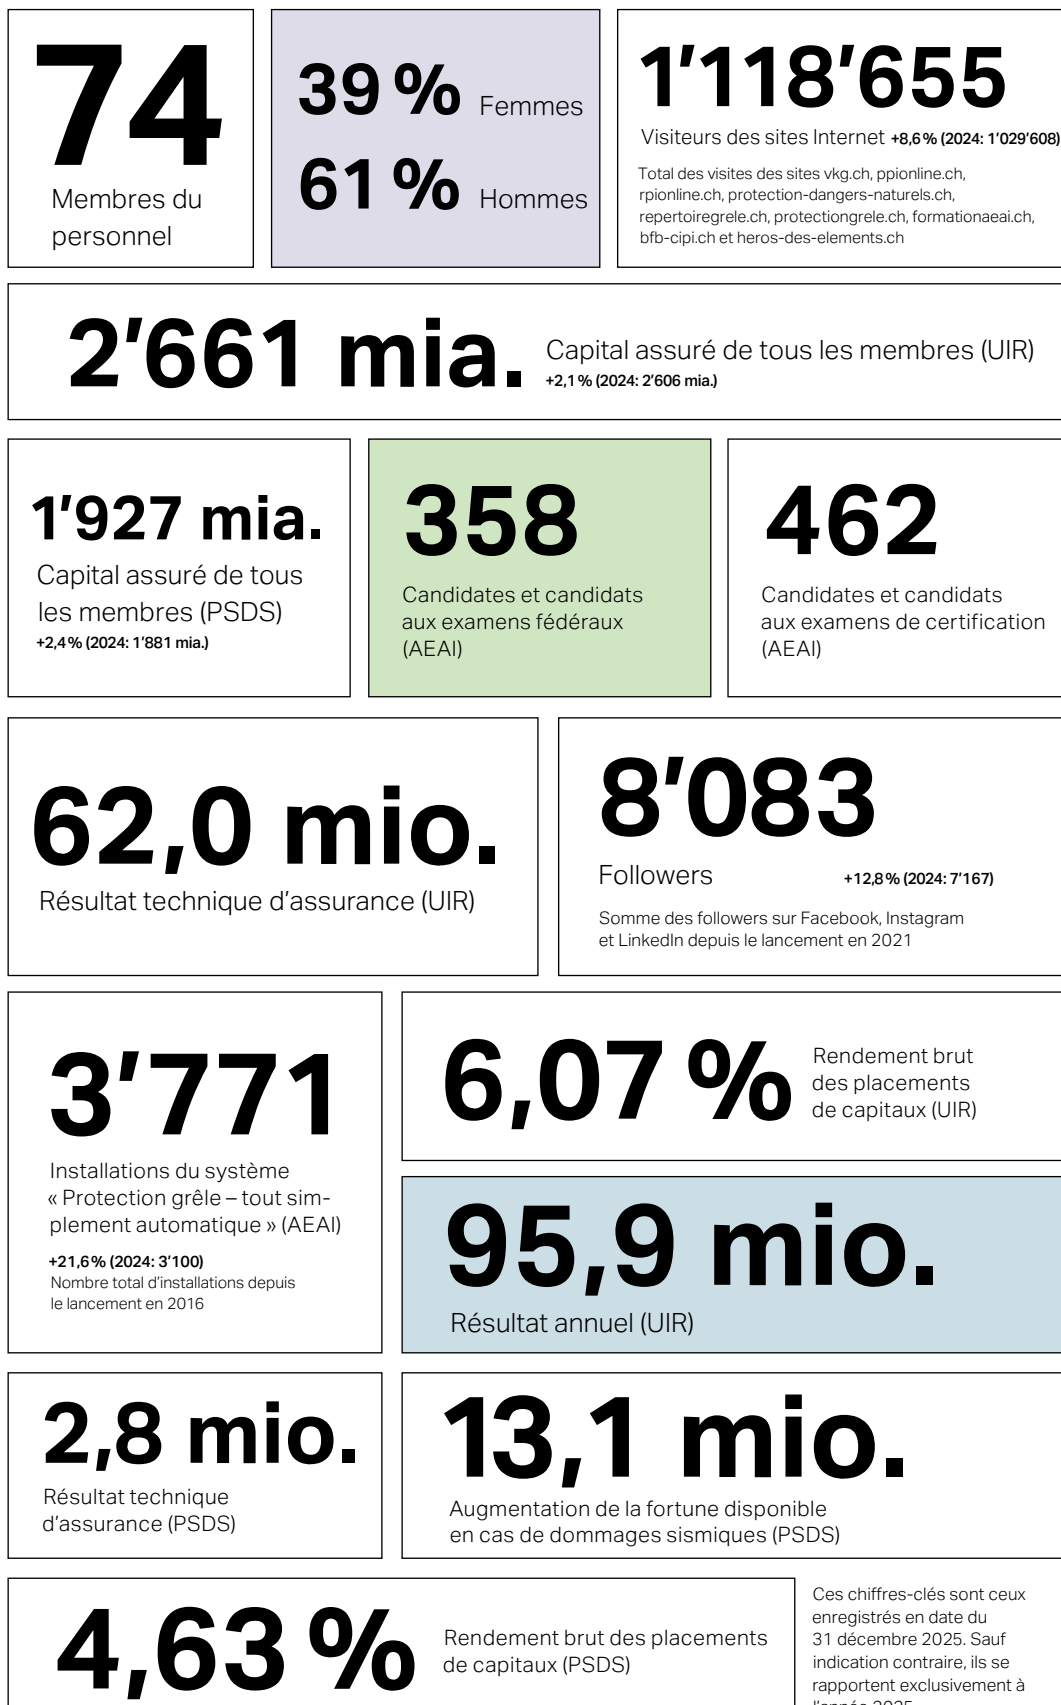 74
Membres du
personnel
39 % Femmes
61 % Hommes
1’118’655
Visiteurs des sites Internet +8,6 % (2024: 1’029’608)
Total des visites des sites vkg.ch, ppionline.ch,
rpionline.ch, protection-dangers-naturels.ch,
repertoiregrele.ch, protectiongrele.ch, formationaeai.ch,
bfb-cipi.ch et heros-des-elements.ch
2’661 mia.
Capital assuré de tous les membres (UIR)
+2,1 % (2024: 2’606 mia.)
1’927 mia.
Capital assuré de tous
les membres (PSDS)
+2,4 % (2024: 1’881 mia.)
358
Candidates et candidats
aux examens fédéraux
(AEAI)
462
Candidates et candidats
aux examens de certification
(AEAI)
62,0 mio.
Résultat technique d’assurance (UIR)
8’083
Followers +12,8 % (2024: 7’167)
Somme des followers sur Facebook, Instagram
et LinkedIn depuis le lancement en 2021
3’771
Installations du système
« Protection grêle – tout sim-
plement automatique » (AEAI)
+21,6 % (2024: 3’100)
Nombre total d’installations depuis
le lancement en 2016
6,07 %
Rendement brut
des placements
de capitaux (UIR)
95,9 mio.
Résultat annuel (UIR)
2,8 mio.
Résultat technique
d’assurance (PSDS)
13,1 mio.
Augmentation de la fortune disponible
en cas de dommages sismiques (PSDS)
4,63 %
Rendement brut des placements
de capitaux (PSDS)
Ces chiffres-clés sont ceux
enregistrés en date du
31 décembre 2025. Sauf
indication contraire, ils se
rapportent exclusivement à
l’année 2025